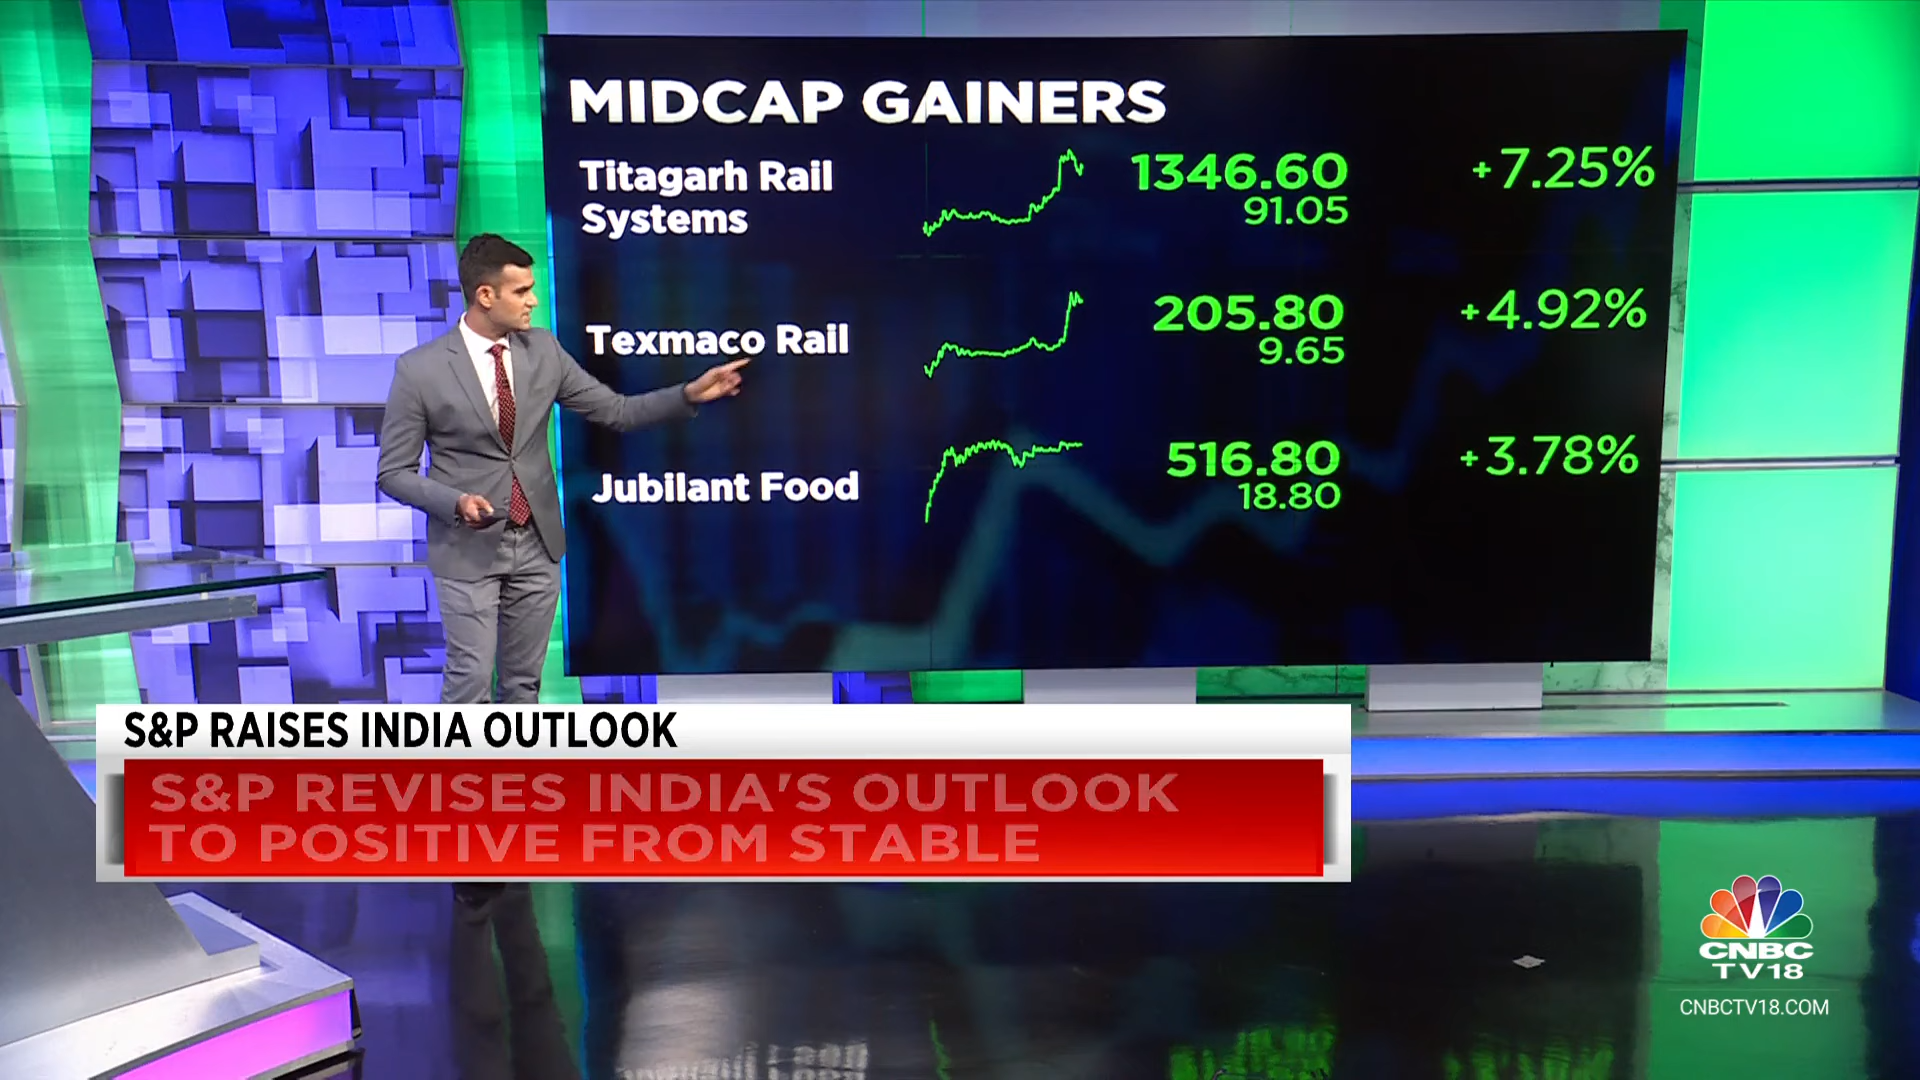 MIDCAP GAINERS
Titagarh Rail
Systems
1346.60
91.05
+7.25%
Texmaco Rail
205.80
9.65
+4.92%
Jubilant Food
516.80
18.80
+3.78%
S&P RAISES INDIA OUTLOOK
S&P REVISES INDIA'S OUTLOOK
TO POSITIVE FROM STABLE
CNBC
TV18
CNBCTV18.COM